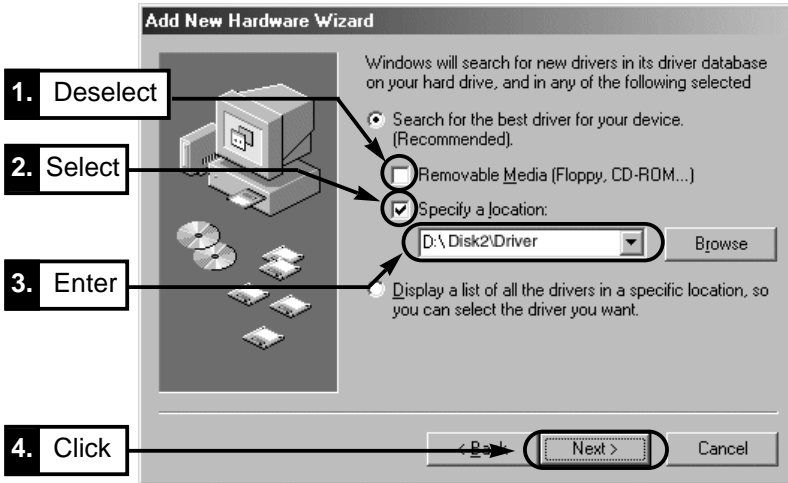 Add New Hardware Wizard
Windows will search for new drivers in its driver database
on your hard drive, and in any of the following selected
1. Deselect
Search for the best driver for your device.
(Recommended).
2. Select
Removable Media (Floppy, CD-ROM...)
Specify a location:
D:\Disk2\Driver
Browse
3. Enter
Display a list of all the drivers in a specific location, so
you can select the driver you want.
4. Click
< Back
Next >
Cancel